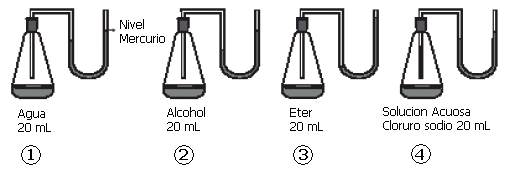 Nivel
Mercurio
Agua
20 mL
Alcohol
20 mL
Eter
20 mL
Solucion Acuosa
Cloruro sodio 20 mL
①
②
③
④